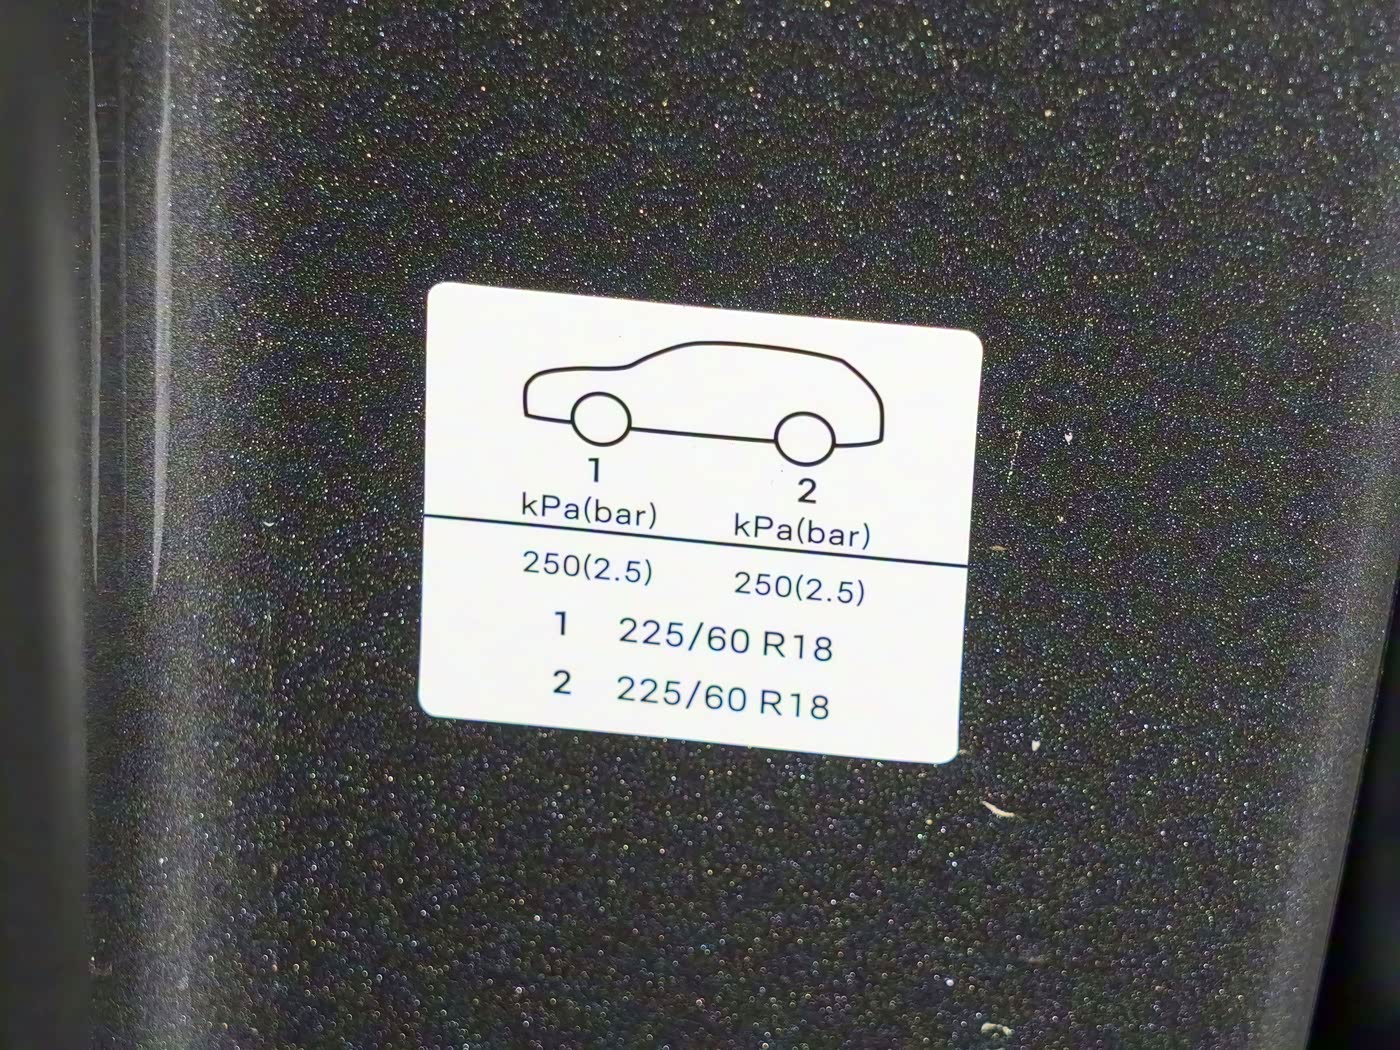 1 2
kPa(bar) kPa(bar)
250(2.5) 250(2.5)
1 225/60 R18
2 225/60 R18